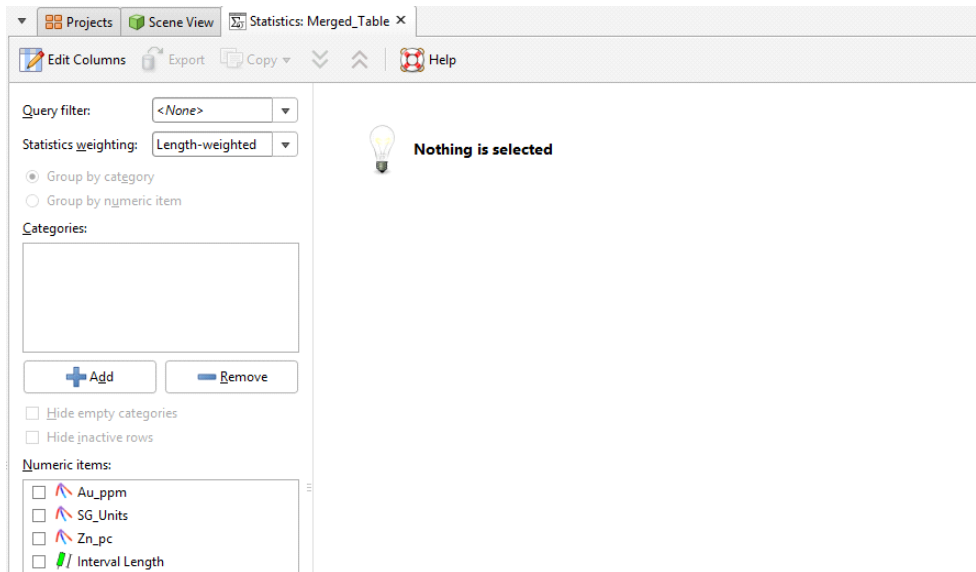 Projects Scene View Statistics: Merged_Table
Edit Columns Export Copy Help
Query filter: <None>
Statistics weighting: Length-weighted
Group by category
Group by numeric item
Categories:
Add Remove
Hide empty categories
Hide inactive rows
Numeric items:
Au_ppm
SG_Units
Zn_pc
Interval Length
Nothing is selected